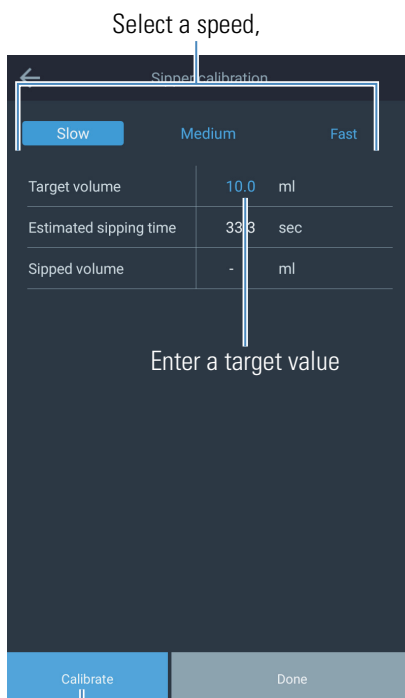 Select a speed,
Sipper calibration
Slow Medium Fast
Target volume 10.0 ml
Estimated sipping time 33.3 sec
Sipped volume - ml
Enter a target value
Calibrate Done